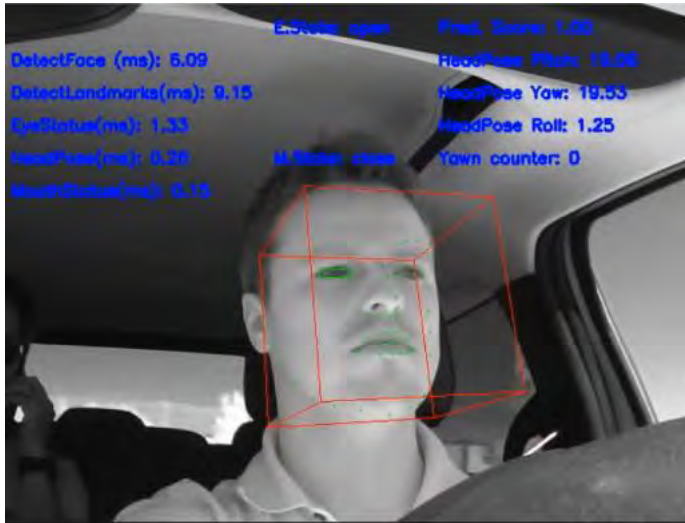 E.State: open
Pred. Score: 1.00
DetectFace (ms): 6.09
HeadPose Pitch: 19.06
DetectLandmarks(ms): 9.15
HeadPose Yaw: 19.53
EyeStatus(ms): 1.33
HeadPose Roll: 1.25
HeadPose(ms): 0.26
M.State: close
Yawn counter: 0
MouthStatus(ms): 0.15